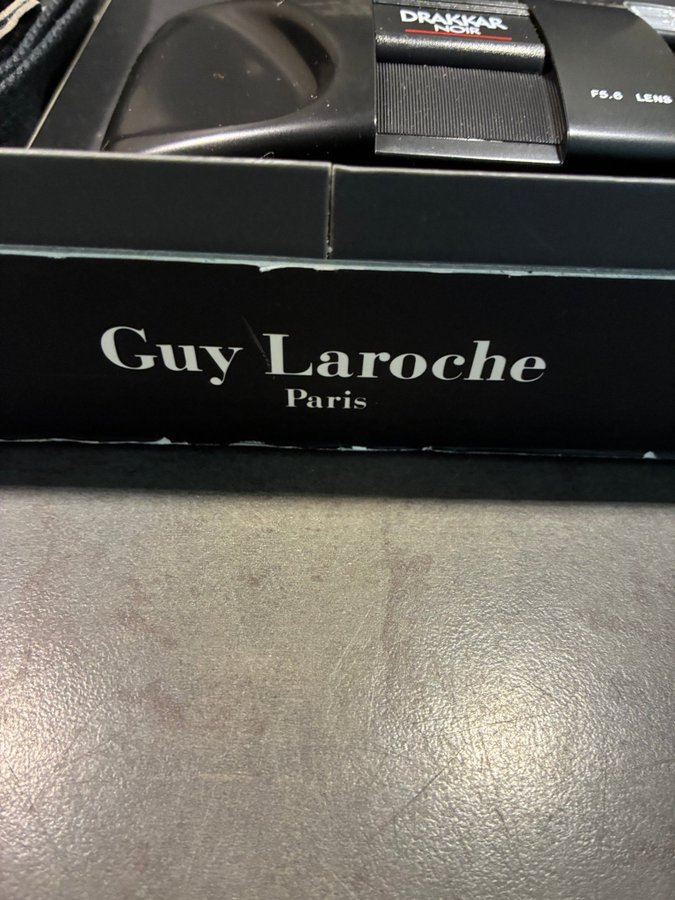 DRAKKAR
NOIR
F5.6 LENS
Guy Laroche
Paris